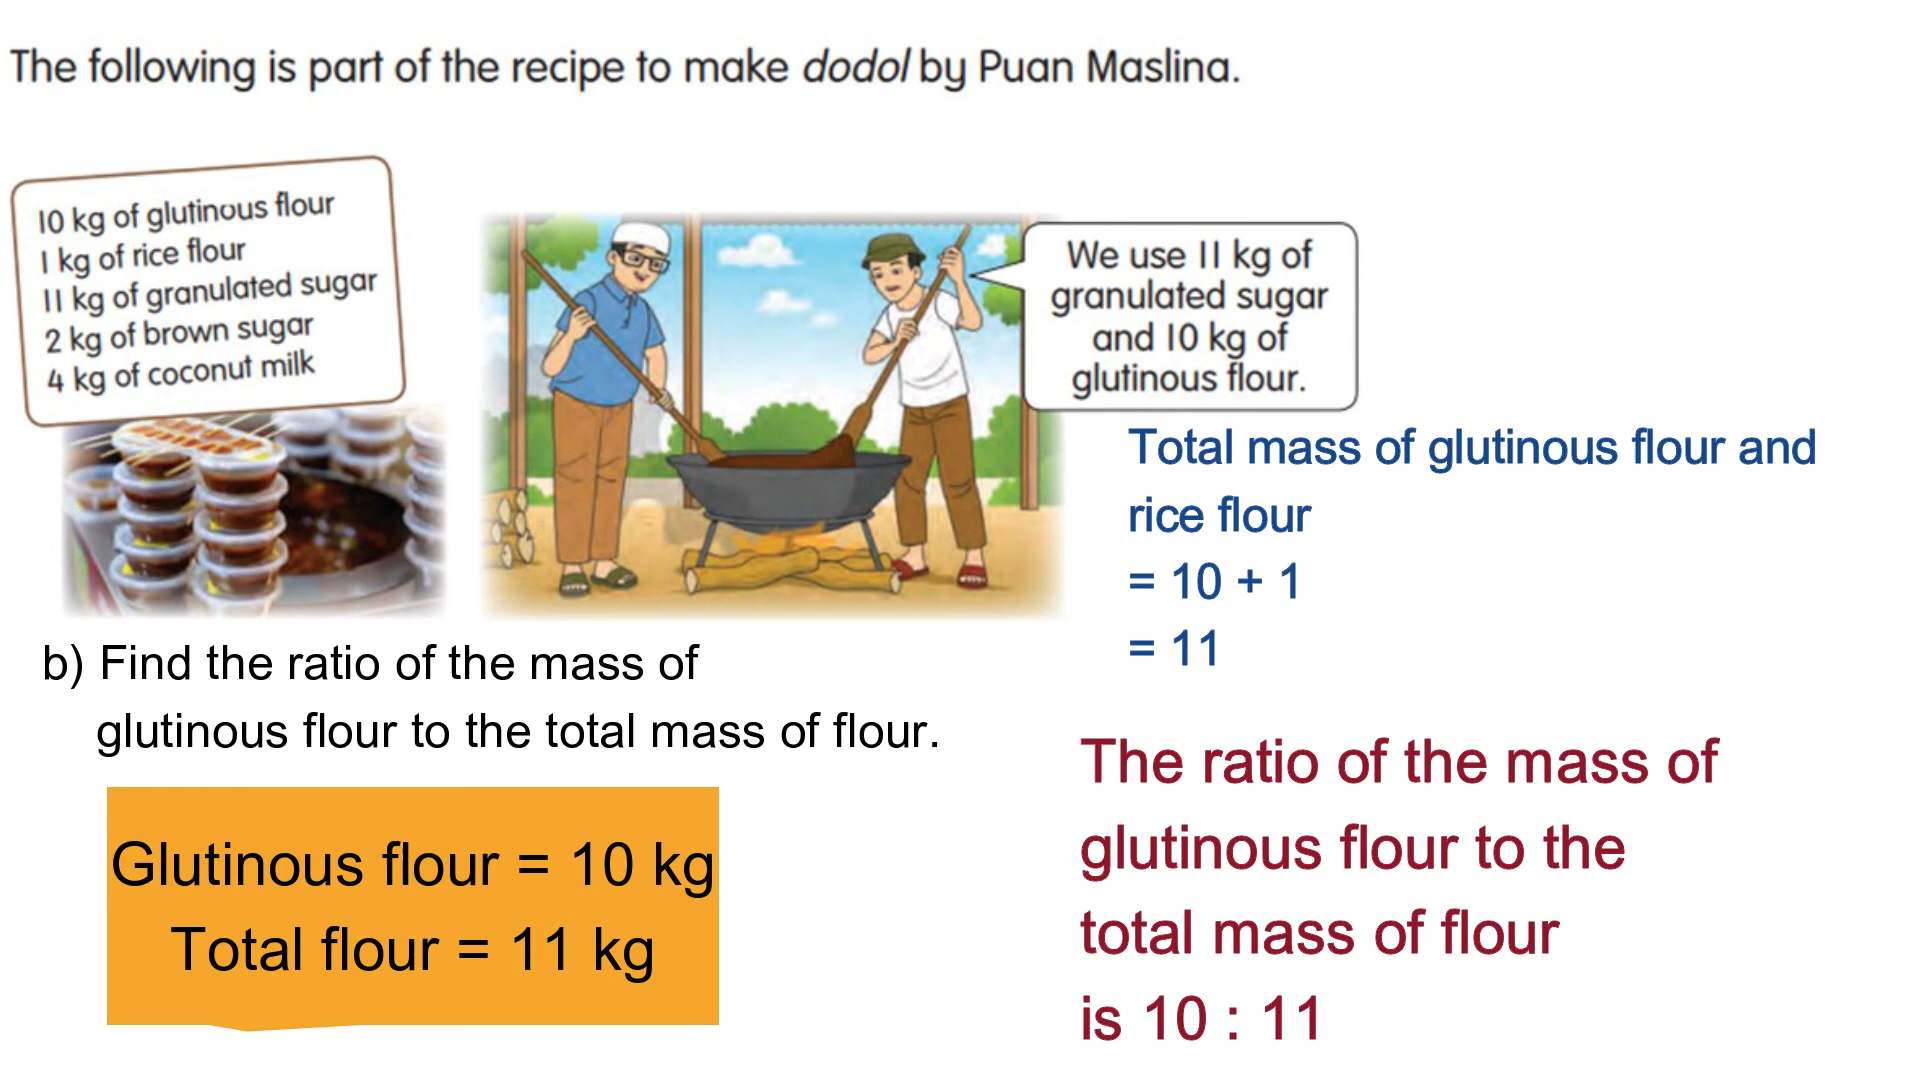 The following is part of the recipe to make dodol by Puan Maslina.
10 kg of glutinous flour
1 kg of rice flour
11 kg of granulated sugar
2 kg of brown sugar
4 kg of coconut milk
We use 11 kg of
granulated sugar
and 10 kg of
glutinous flour.
Total mass of glutinous flour and
rice flour
= 10 + 1
= 11
b) Find the ratio of the mass of
glutinous flour to the total mass of flour.
Glutinous flour = 10 kg
Total flour = 11 kg
The ratio of the mass of
glutinous flour to the
total mass of flour
is 10 : 11